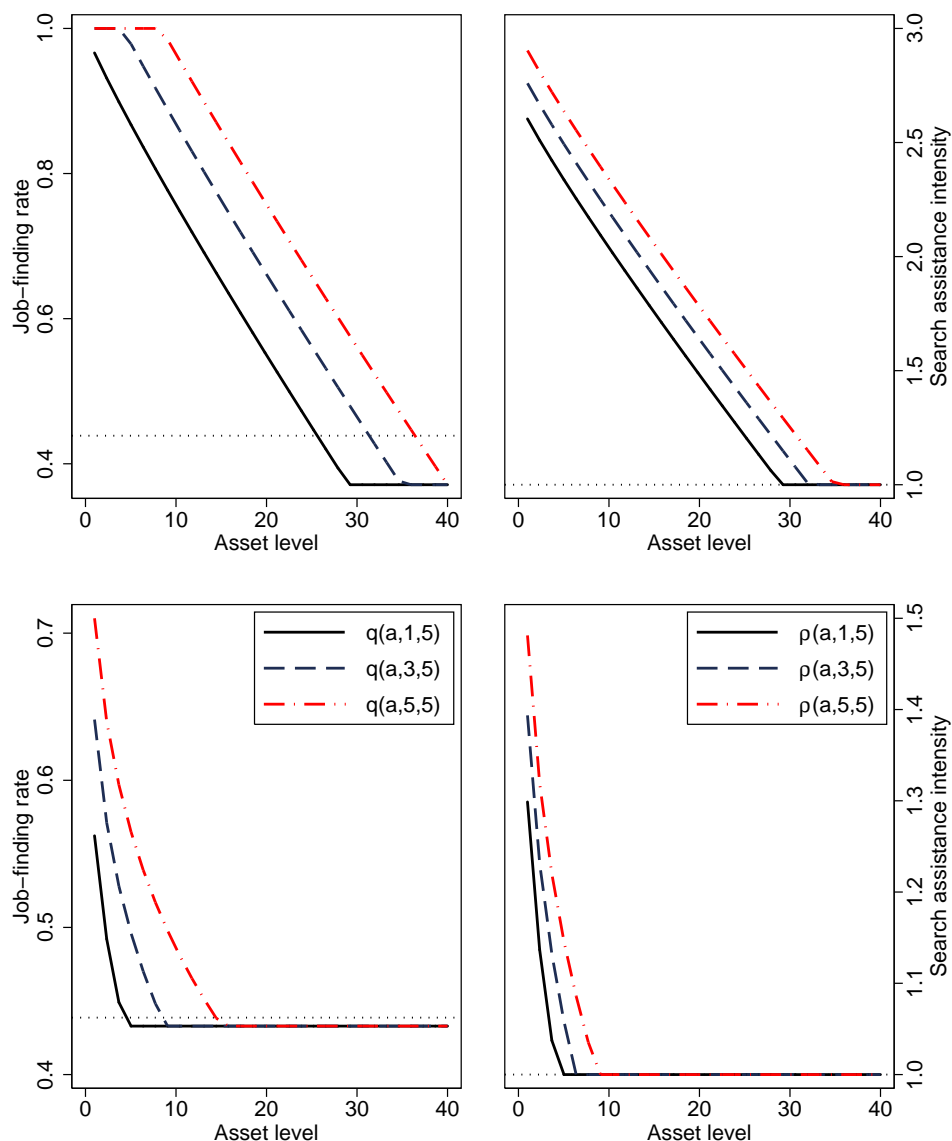 1.0
0.8
0.6
0.4
Job−finding rate
0 10 20 30 40
Asset level
3.0
2.5
2.0
1.5
1.0
Search assistance intensity
0 10 20 30 40
Asset level
0.7
0.6
0.5
0.4
Job−finding rate
q(a,1,5)
q(a,3,5)
q(a,5,5)
0 10 20 30 40
Asset level
ρ(a,1,5)
ρ(a,3,5)
ρ(a,5,5)
1.5
1.4
1.3
1.2
1.1
1.0
Search assistance intensity
0 10 20 30 40
Asset level